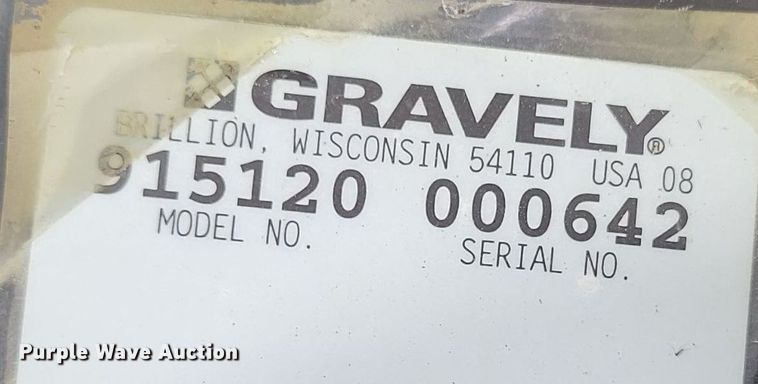 GRAVELY®
BRILLION, WISCONSIN 54110 USA 08
915120 000642
MODEL NO. SERIAL NO.
Purple Wave Auction